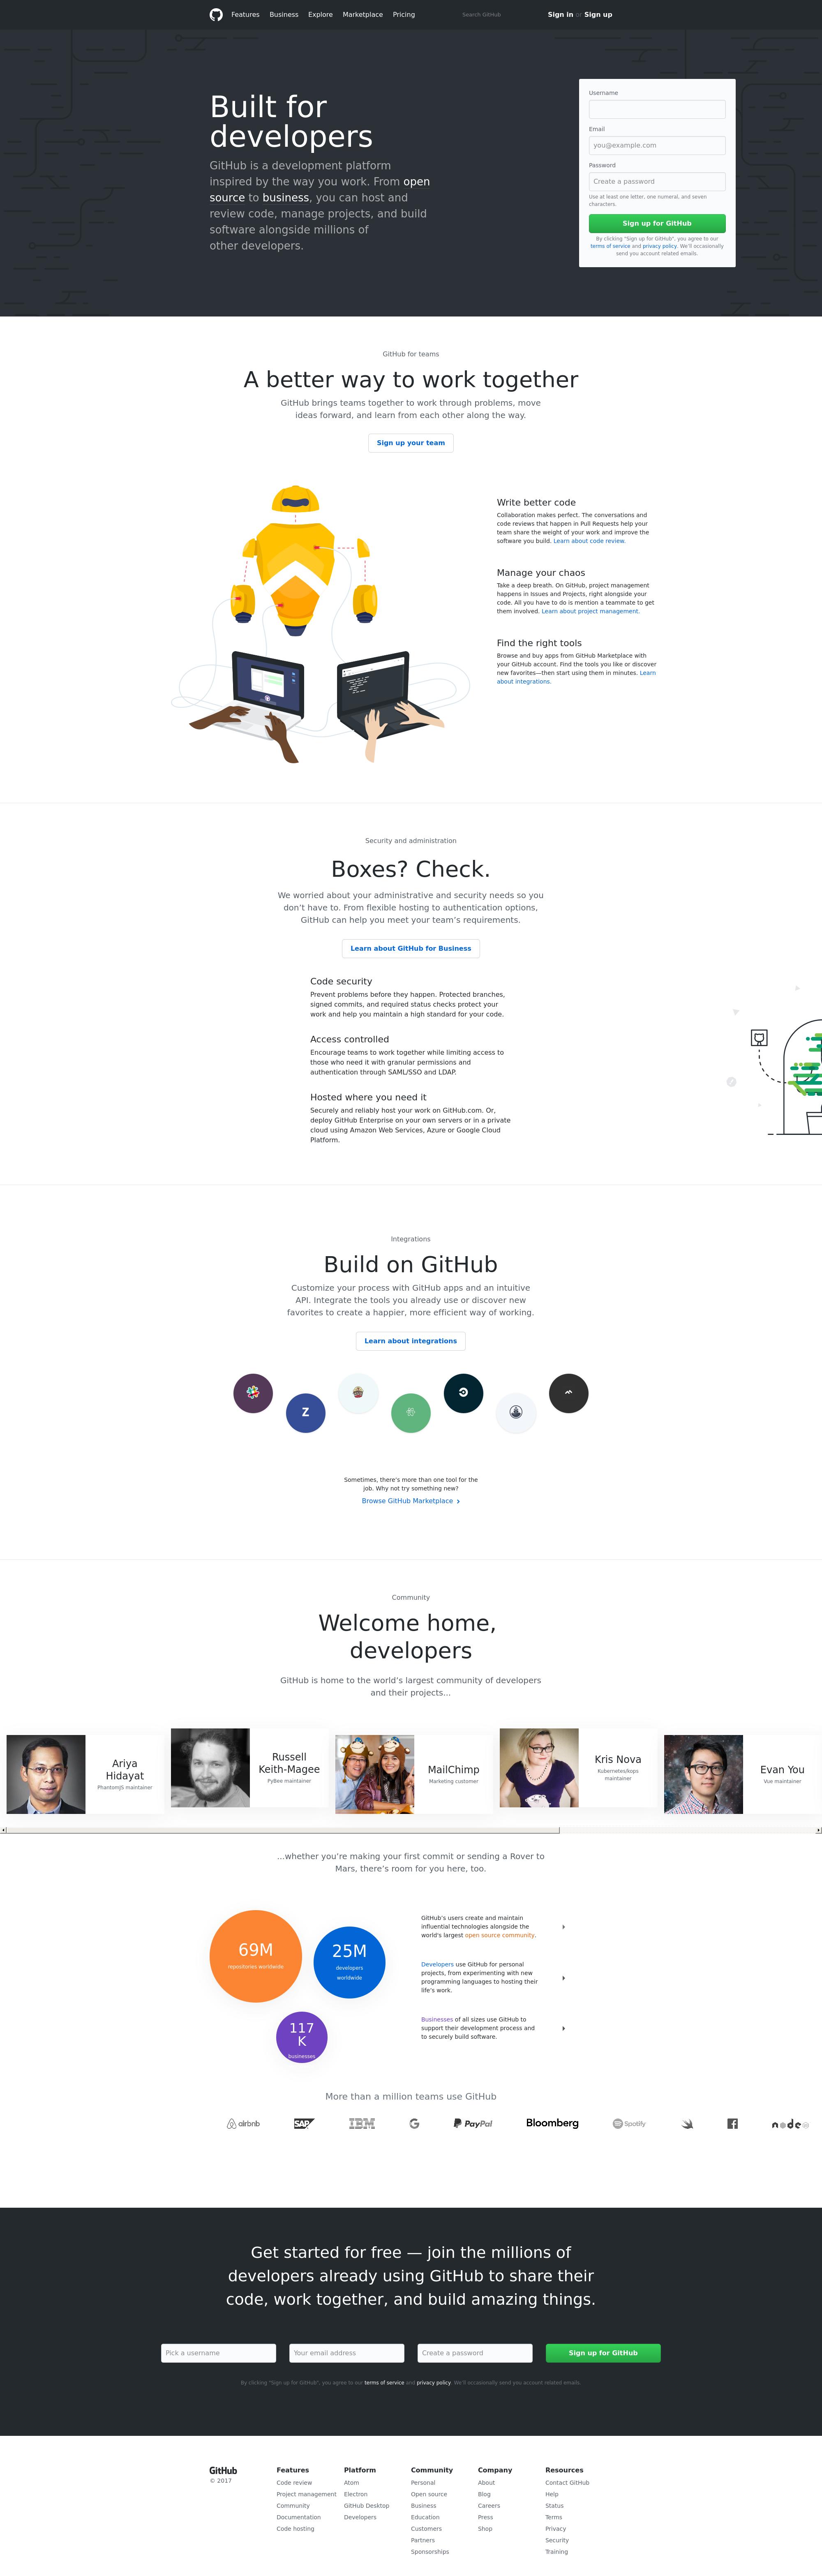 Features Business Explore Marketplace Pricing Search GitHub Sign in or Sign up
Built for
developers
GitHub is a development platform
inspired by the way you work. From open
source to business, you can host and
review code, manage projects, and build
software alongside millions of
other developers.
Username
Email
you@example.com
Password
Create a password
Use at least one letter, one numeral, and seven
characters.
Sign up for GitHub
By clicking "Sign up for GitHub", you agree to our
terms of service and privacy policy. We'll occasionally
send you account related emails.
GitHub for teams
A better way to work together
GitHub brings teams together to work through problems, move
ideas forward, and learn from each other along the way.
Sign up your team
Write better code
Collaboration makes perfect. The conversations and
code reviews that happen in Pull Requests help your
team share the weight of your work and improve the
software you build. Learn about code review.
Manage your chaos
Take a deep breath. On GitHub, project management
happens in Issues and Projects, right alongside your
code. All you have to do is mention a teammate to get
them involved. Learn about project management.
Find the right tools
Browse and buy apps from GitHub Marketplace with
your GitHub account. Find the tools you like or discover
new favorites—then start using them in minutes. Learn
about integrations.
Security and administration
Boxes? Check.
We worried about your administrative and security needs so you
don’t have to. From flexible hosting to authentication options,
GitHub can help you meet your team’s requirements.
Learn about GitHub for Business
Code security
Prevent problems before they happen. Protected branches,
signed commits, and required status checks protect your
work and help you maintain a high standard for your code.
Access controlled
Encourage teams to work together while limiting access to
those who need it with granular permissions and
authentication through SAML/SSO and LDAP.
Hosted where you need it
Securely and reliably host your work on GitHub.com. Or,
deploy GitHub Enterprise on your own servers or in a private
cloud using Amazon Web Services, Azure or Google Cloud
Platform.
Integrations
Build on GitHub
Customize your process with GitHub apps and an intuitive
API. Integrate the tools you already use or discover new
favorites to create a happier, more efficient way of working.
Learn about integrations
Z
Sometimes, there’s more than one tool for the
job. Why not try something new?
Browse GitHub Marketplace
Community
Welcome home,
developers
GitHub is home to the world’s largest community of developers
and their projects...
Ariya
Hidayat
PhantomJS maintainer
Russell
Keith-Magee
PyBee maintainer
MailChimp
Marketing customer
Kris Nova
Kubernetes/kops
maintainer
Evan You
Vue maintainer
...whether you’re making your first commit or sending a Rover to
Mars, there’s room for you here, too.
69M
repositories worldwide
25M
developers
worldwide
117
K
businesses
GitHub’s users create and maintain
influential technologies alongside the
world’s largest open source community.
Developers use GitHub for personal
projects, from experimenting with new
programming languages to hosting their
life’s work.
Businesses of all sizes use GitHub to
support their development process and
to securely build software.
More than a million teams use GitHub
airbnb SAP IBM G PayPal Bloomberg Spotify node
Get started for free — join the millions of
developers already using GitHub to share their
code, work together, and build amazing things.
Pick a username Your email address Create a password Sign up for GitHub
By clicking "Sign up for GitHub", you agree to our terms of service and privacy policy. We'll occasionally send you account related emails.
GitHub
© 2017
Features
Code review
Project management
Community
Documentation
Code hosting
Platform
Atom
Electron
GitHub Desktop
Developers
Community
Personal
Open source
Business
Education
Customers
Partners
Sponsorships
Company
About
Blog
Careers
Press
Shop
Resources
Contact GitHub
Help
Status
Terms
Privacy
Security
Training